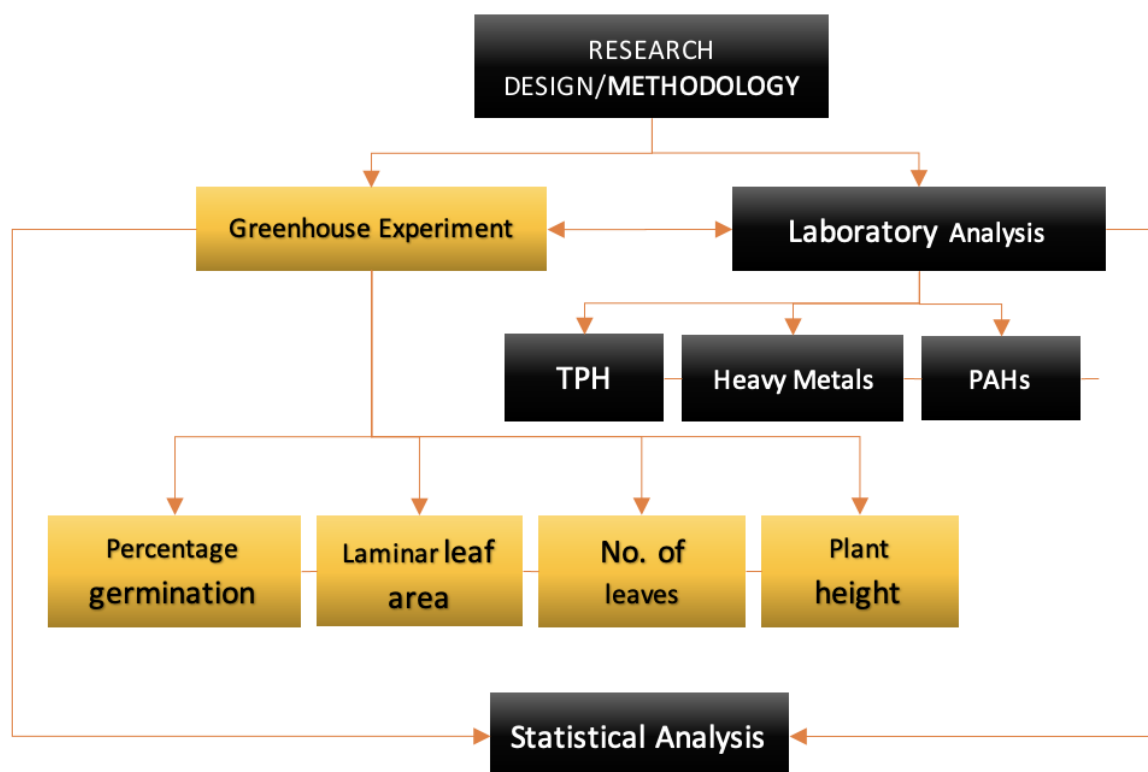 RESEARCH
DESIGN/METHODOLOGY
Greenhouse Experiment
Laboratory Analysis
TPH
Heavy Metals
PAHs
Percentage
germination
Laminar leaf
area
No. of
leaves
Plant
height
Statistical Analysis